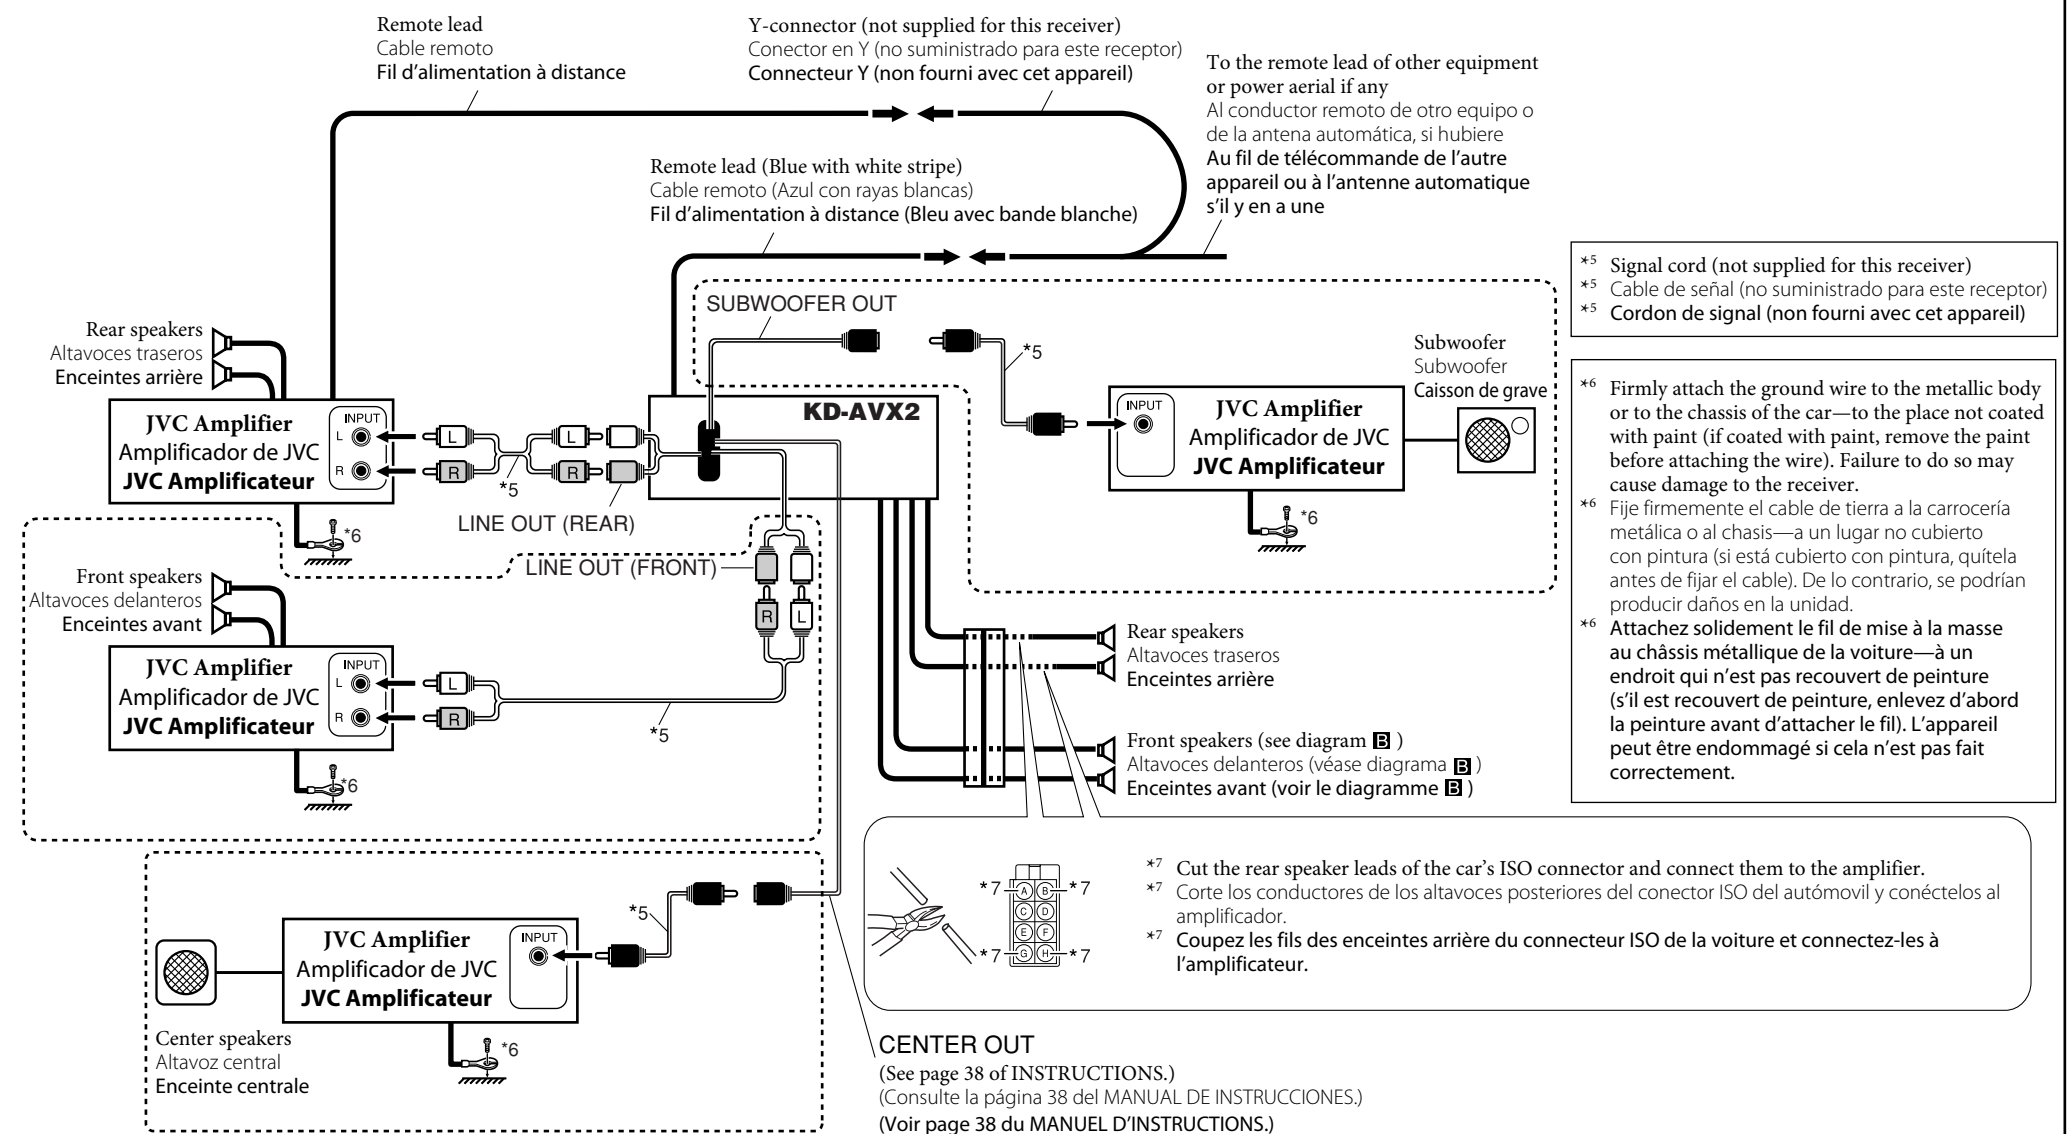 Remote lead
Cable remoto
Fil d'alimentation à distance
Y-connector (not supplied for this receiver)
Conector en Y (no suministrado para este receptor)
Connecteur Y (non fourni avec cet appareil)
To the remote lead of other equipment
or power aerial if any
Al conductor remoto de otro equipo o
de la antena automática, si hubiere
Au fil de télécommande de l'autre
appareil ou à l'antenne automatique
s'il y en a une
Remote lead (Blue with white stripe)
Cable remoto (Azul con rayas blancas)
Fil d'alimentation à distance (Bleu avec bande blanche)
*5 Signal cord (not supplied for this receiver)
*5 Cable de señal (no suministrado para este receptor)
*5 Cordon de signal (non fourni avec cet appareil)
SUBWOOFER OUT
*5
Subwoofer
Subwoofer
Caisson de grave
Rear speakers
Altavoces traseros
Enceintes arrière
JVC Amplifier
Amplificador de JVC
JVC Amplificateur
INPUT
L
R
L
R
*5
L
R
KD-AVX2
INPUT
JVC Amplifier
Amplificador de JVC
JVC Amplificateur
*6
LINE OUT (REAR)
*6
*6 Firmly attach the ground wire to the metallic body
or to the chassis of the car—to the place not coated
with paint (if coated with paint, remove the paint
before attaching the wire). Failure to do so may
cause damage to the receiver.
*6 Fije firmemente el cable de tierra a la carrocería
metálica o al chasis—a un lugar no cubierto
con pintura (si está cubierto con pintura, quítela
antes de fijar el cable). De lo contrario, se podrían
producir daños en la unidad.
*6 Attachez solidement le fil de mise à la masse
au châssis métallique de la voiture—à un
endroit qui n'est pas recouvert de peinture
(s'il est recouvert de peinture, enlevez d'abord
la peinture avant d'attacher le fil). L'appareil
peut être endommagé si cela n'est pas fait
correctement.
LINE OUT (FRONT)
R
L
Front speakers
Altavoces delanteros
Enceintes avant
JVC Amplifier
Amplificador de JVC
JVC Amplificateur
INPUT
L
R
L
R
*5
*6
Rear speakers
Altavoces traseros
Enceintes arrière
Front speakers (see diagram B )
Altavoces delanteros (véase diagrama B )
Enceintes avant (voir le diagramme B )
*7 A B *7
C D
E F
*7 G H *7
*7 Cut the rear speaker leads of the car's ISO connector and connect them to the amplifier.
*7 Corte los conductores de los altavoces posteriores del conector ISO del autómovil y conéctelos al
amplificador.
*7 Coupez les fils des enceintes arrière du connecteur ISO de la voiture et connectez-les à
l'amplificateur.
*5
JVC Amplifier
Amplificador de JVC
JVC Amplificateur
INPUT
*6
Center speakers
Altavoz central
Enceinte centrale
CENTER OUT
(See page 38 of INSTRUCTIONS.)
(Consulte la página 38 del MANUAL DE INSTRUCCIONES.)
(Voir page 38 du MANUEL D'INSTRUCTIONS.)